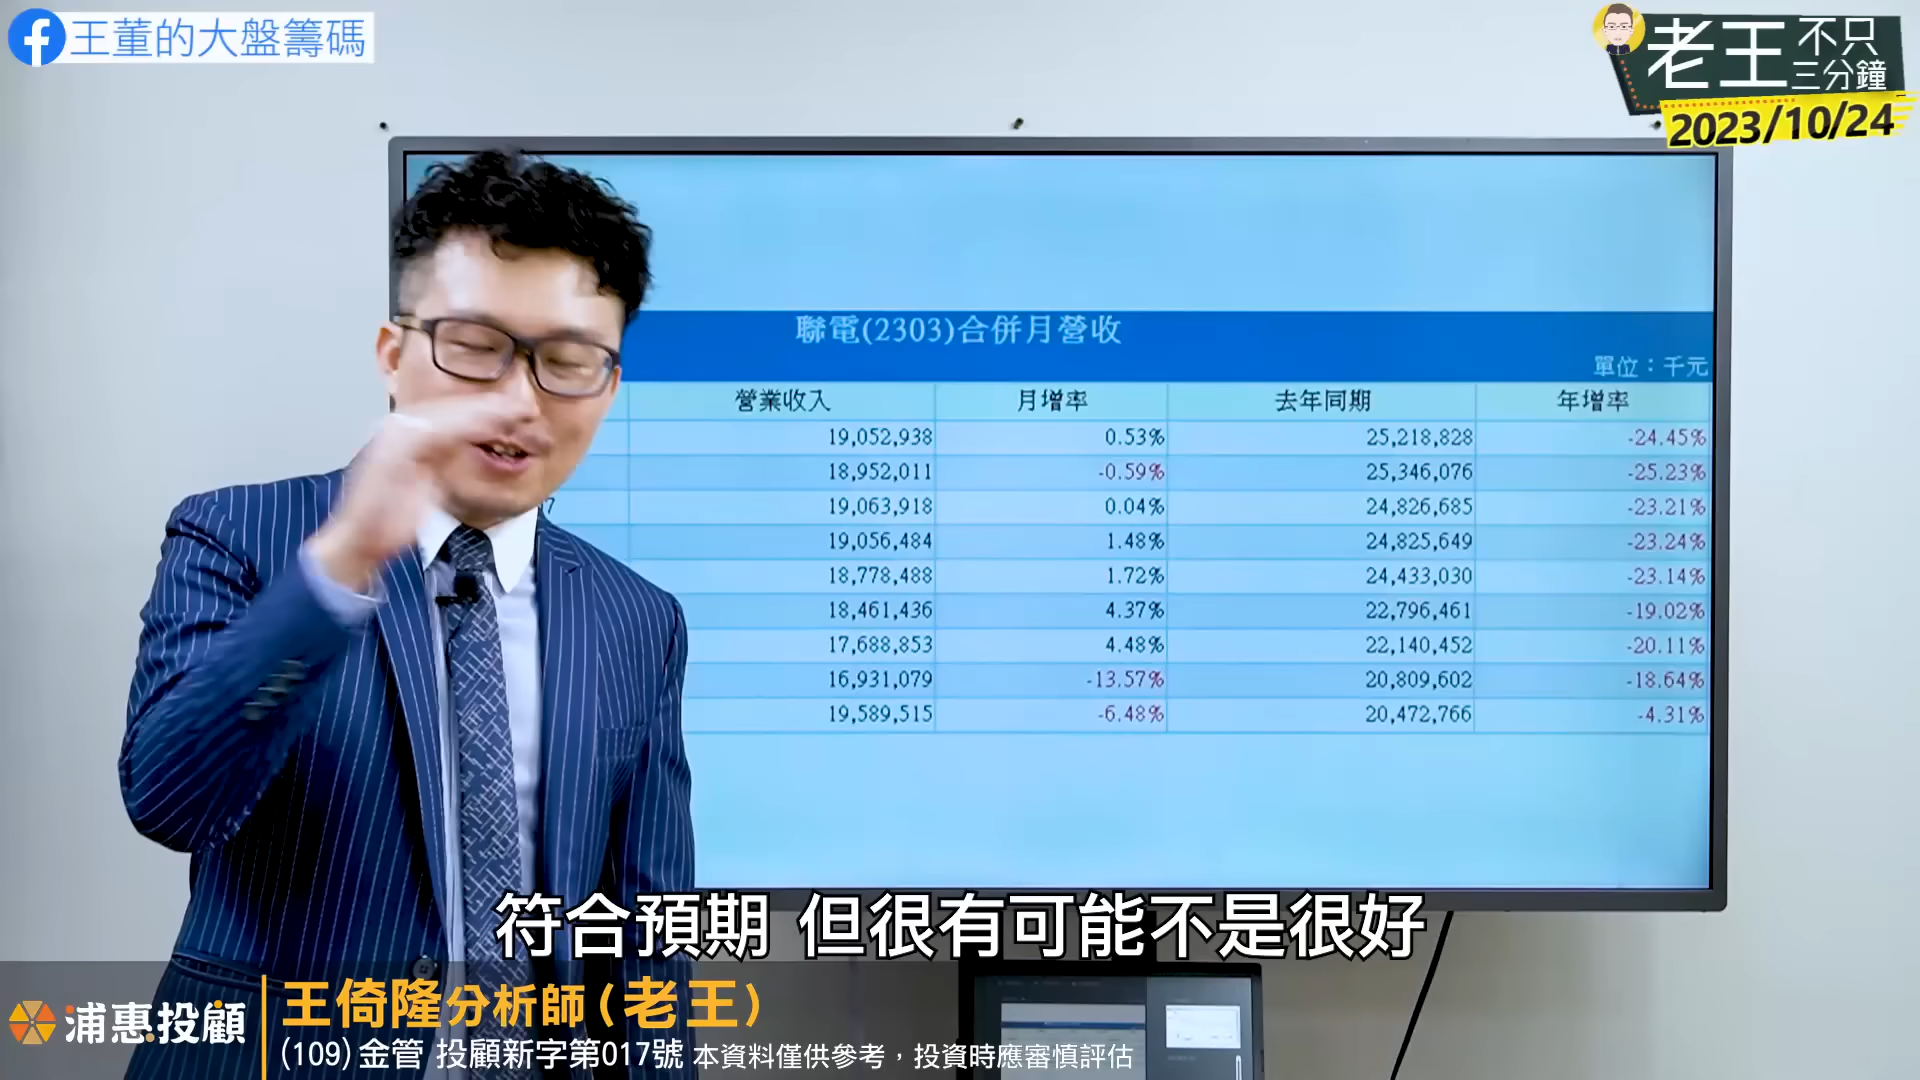 王董的大盤籌碼
老王不只三分鐘
2023/10/24
聯電(2303)合併月營收
單位：千元
營業收入 月增率 去年同期 年增率
19,052,938 0.53% 25,218,828 -24.45%
18,952,011 -0.59% 25,346,076 -25.23%
7 19,063,918 0.04% 24,826,685 -23.21%
19,056,484 1.48% 24,825,649 -23.24%
18,778,488 1.72% 24,433,030 -23.14%
18,461,436 4.37% 22,796,461 -19.02%
17,688,853 4.48% 22,140,452 -20.11%
16,931,079 -13.57% 20,809,602 -18.64%
19,589,515 -6.48% 20,472,766 -4.31%
符合預期 但很有可能不是很好
浦惠投顧
王倚隆分析師(老王)
(109)金管 投顧新字第017號 本資料僅供參考，投資時應審慎評估